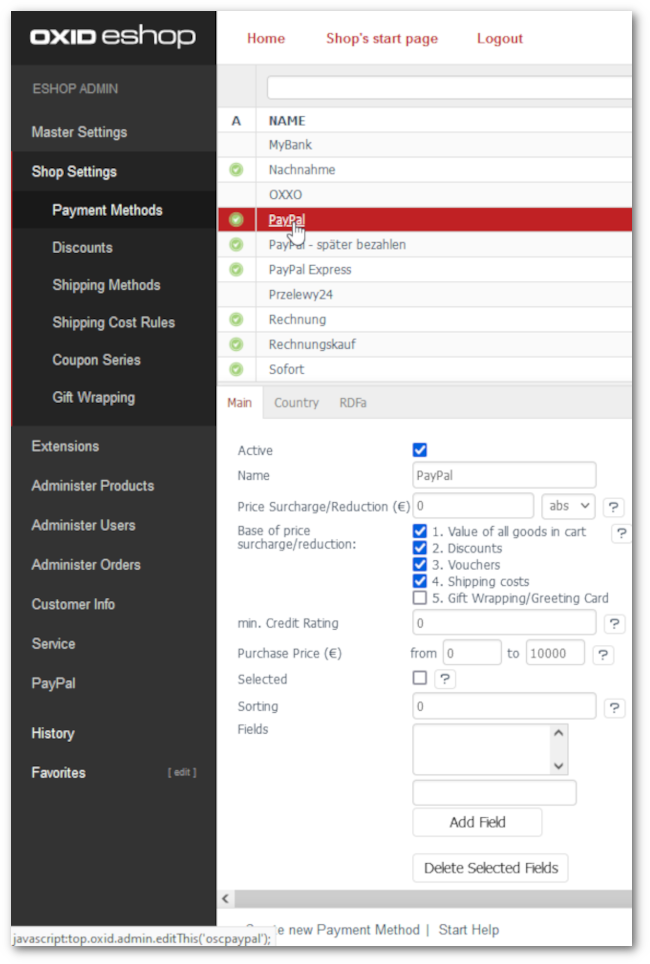 OXID eshop
Home Shop's start page Logout
ESHOP ADMIN
Master Settings
Shop Settings
Payment Methods
Discounts
Shipping Methods
Shipping Cost Rules
Coupon Series
Gift Wrapping
Extensions
Administer Products
Administer Users
Administer Orders
Customer Info
Service
PayPal
History
Favorites [ edit ]
A NAME
MyBank
Nachnahme
OXXO
PayPal
PayPal - später bezahlen
PayPal Express
Przelewy24
Rechnung
Rechnungskauf
Sofort
Main Country RDFa
Active
Name PayPal
Price Surcharge/Reduction (€) 0 abs ?
Base of price
surcharge/reduction:
1. Value of all goods in cart ?
2. Discounts
3. Vouchers
4. Shipping costs
5. Gift Wrapping/Greeting Card
min. Credit Rating 0 ?
Purchase Price (€) from 0 to 10000 ?
Selected ?
Sorting 0 ?
Fields
Add Field
Delete Selected Fields
new Payment Method | Start Help
javascript:top.oxid.admin.editThis('oscpaypal');